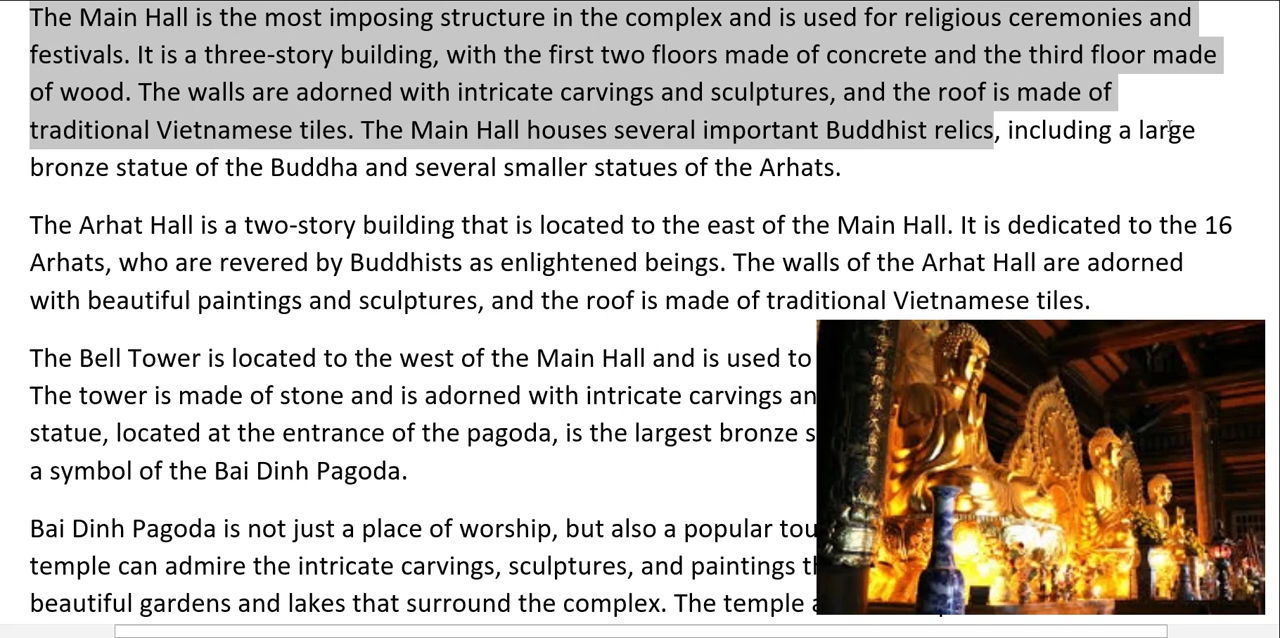 The Main Hall is the most imposing structure in the complex and is used for religious ceremonies and
festivals. It is a three-story building, with the first two floors made of concrete and the third floor made
of wood. The walls are adorned with intricate carvings and sculptures, and the roof is made of
traditional Vietnamese tiles. The Main Hall houses several important Buddhist relics, including a large
bronze statue of the Buddha and several smaller statues of the Arhats.
The Arhat Hall is a two-story building that is located to the east of the Main Hall. It is dedicated to the 16
Arhats, who are revered by Buddhists as enlightened beings. The walls of the Arhat Hall are adorned
with beautiful paintings and sculptures, and the roof is made of traditional Vietnamese tiles.
The Bell Tower is located to the west of the Main Hall and is used to
The tower is made of stone and is adorned with intricate carvings an
statue, located at the entrance of the pagoda, is the largest bronze s
a symbol of the Bai Dinh Pagoda.
Bai Dinh Pagoda is not just a place of worship, but also a popular tou
temple can admire the intricate carvings, sculptures, and paintings t
beautiful gardens and lakes that surround the complex. The temple